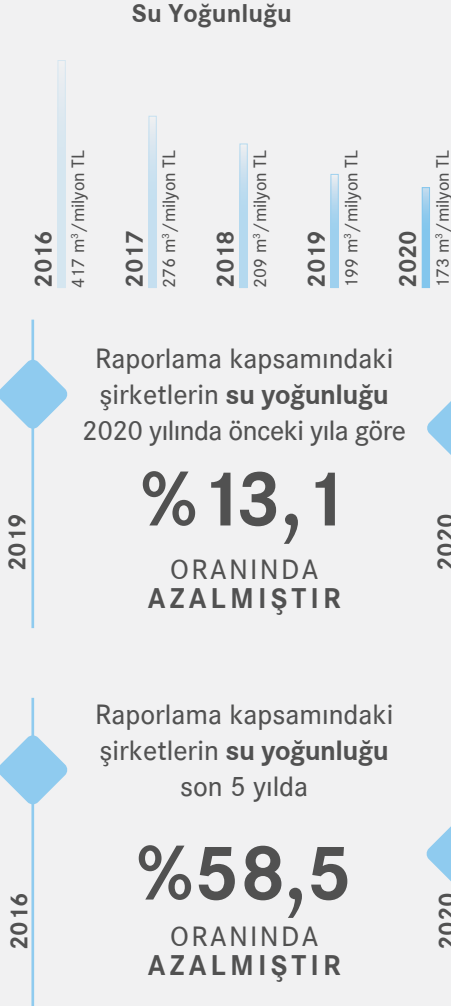 Su Yoğunluğu
2016
417 m³/milyon TL
2017
276 m³/milyon TL
2018
209 m³/milyon TL
2019
199 m³/milyon TL
2020
173 m³/milyon TL
Raporlama kapsamındaki
şirketlerin su yoğunluğu
2020 yılında önceki yıla göre
%13,1
ORANINDA
AZALMIŞTIR
2019
2020
Raporlama kapsamındaki
şirketlerin su yoğunluğu
son 5 yılda
%58,5
ORANINDA
AZALMIŞTIR
2016
2020